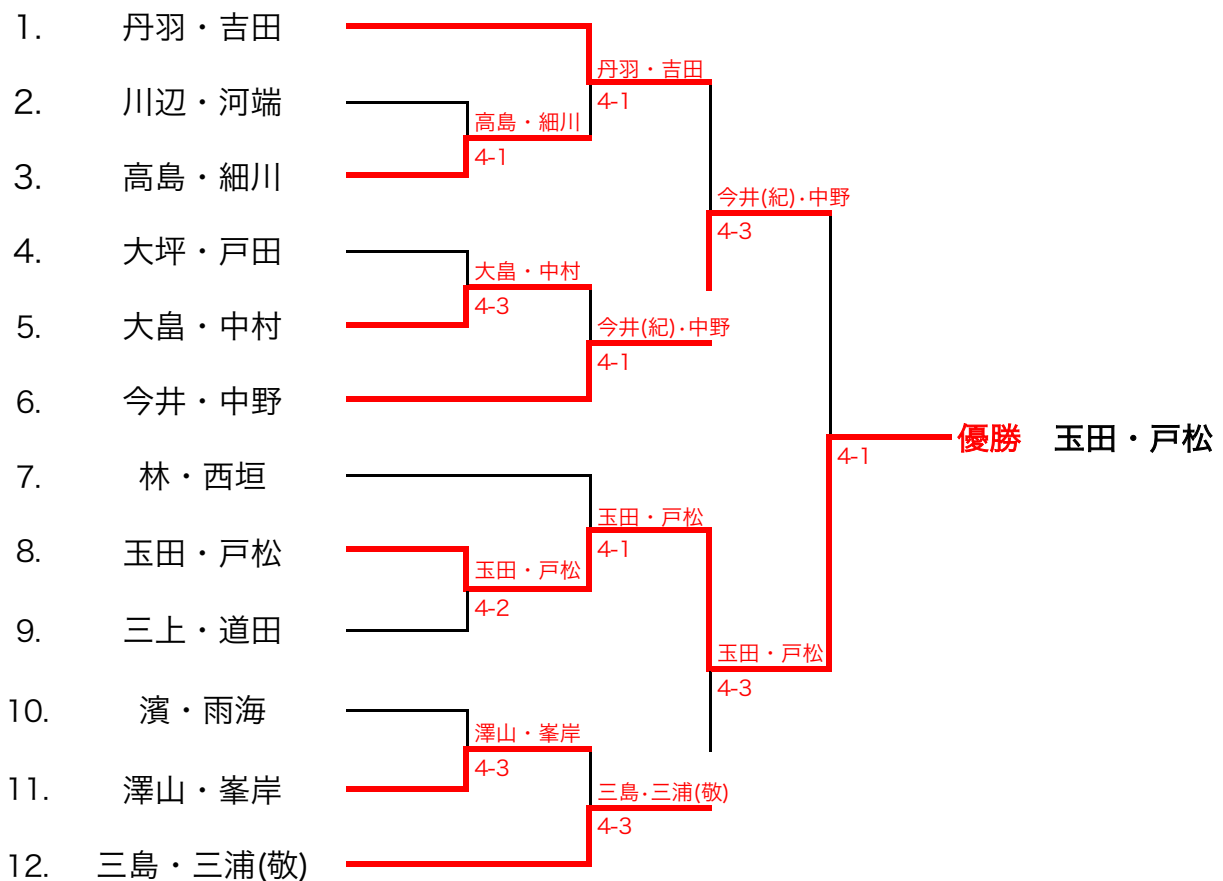 1. 丹羽・吉田
丹羽・吉田
4-1
2. 川辺・河端
高島・細川
4-1
3. 高島・細川
今井(紀)・中野
4-3
4. 大坪・戸田
大畠・中村
4-3
5. 大畠・中村
今井(紀)・中野
4-1
6. 今井・中野
優勝 玉田・戸松
4-1
7. 林・西垣
玉田・戸松
4-1
8. 玉田・戸松
玉田・戸松
4-2
9. 三上・道田
玉田・戸松
4-3
10. 濱・雨海
澤山・峯岸
4-3
11. 澤山・峯岸
三島・三浦(敬)
4-3
12. 三島・三浦(敬)